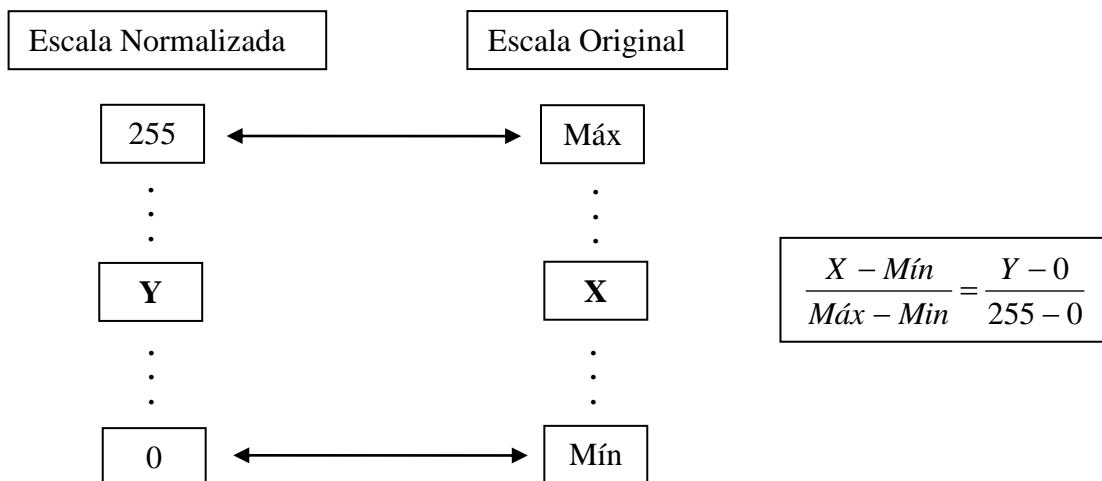 Escala Normalizada
Escala Original
255
Máx
Y
X
X − Mín / Máx − Min = Y − 0 / 255 − 0
0
Mín